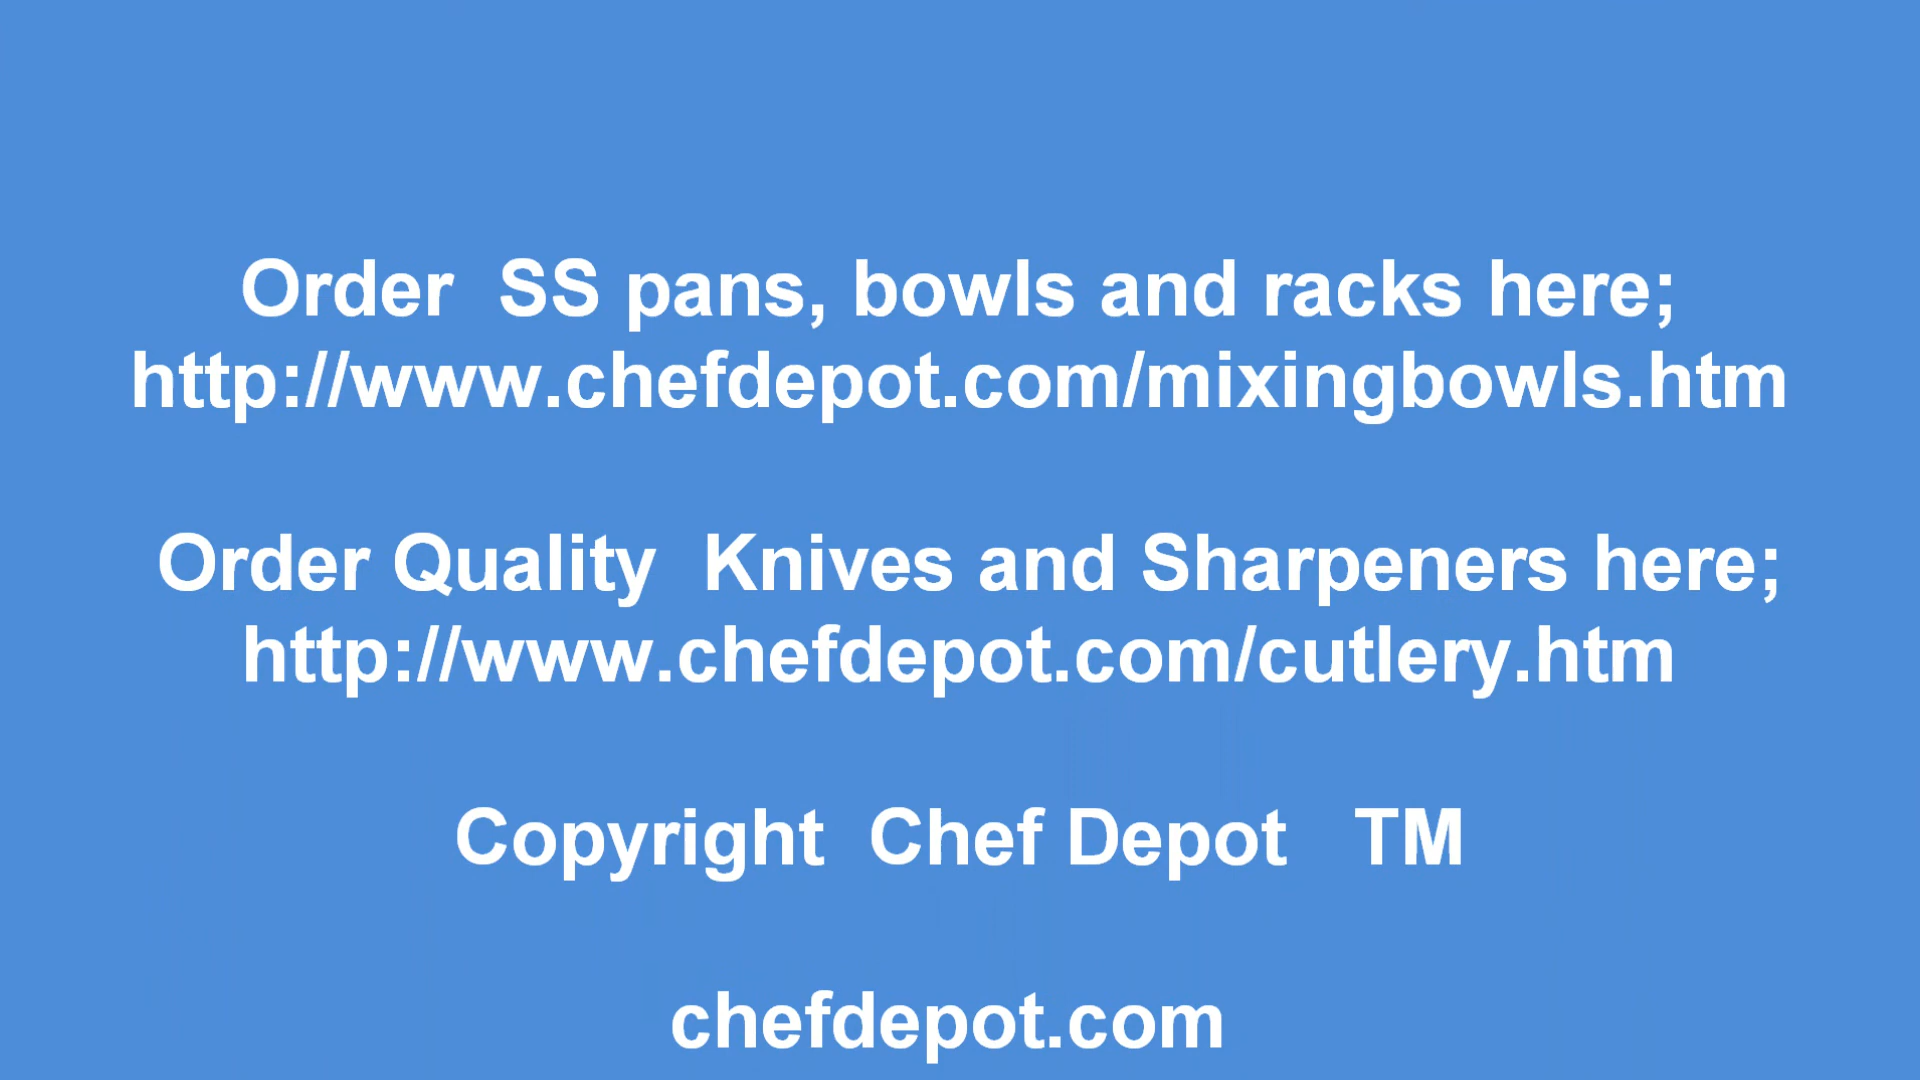 Order  SS pans, bowls and racks here;
http://www.chefdepot.com/mixingbowls.htm
Order Quality  Knives and Sharpeners here;
http://www.chefdepot.com/cutlery.htm
Copyright  Chef Depot   TM
chefdepot.com